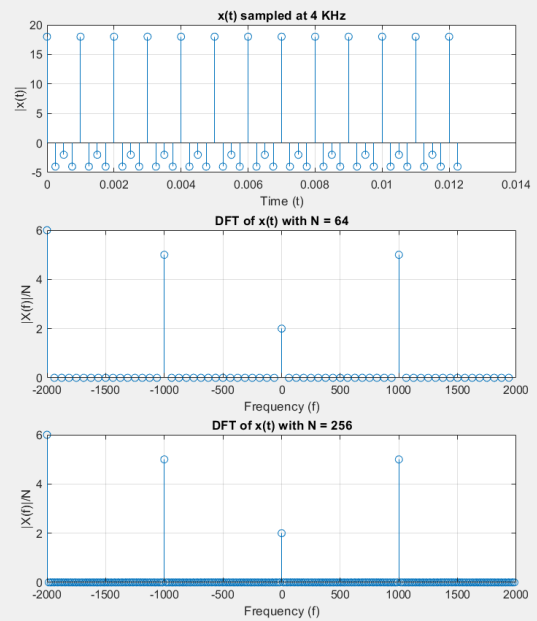 x(t) sampled at 4 KHz
20
15
10
5
0
-5
|x(t)|
0 0.002 0.004 0.006 0.008 0.01 0.012 0.014
Time (t)
DFT of x(t) with N = 64
6
4
2
0
|X(f)|/N
-2000 -1500 -1000 -500 0 500 1000 1500 2000
Frequency (f)
DFT of x(t) with N = 256
6
4
2
0
|X(f)|/N
-2000 -1500 -1000 -500 0 500 1000 1500 2000
Frequency (f)